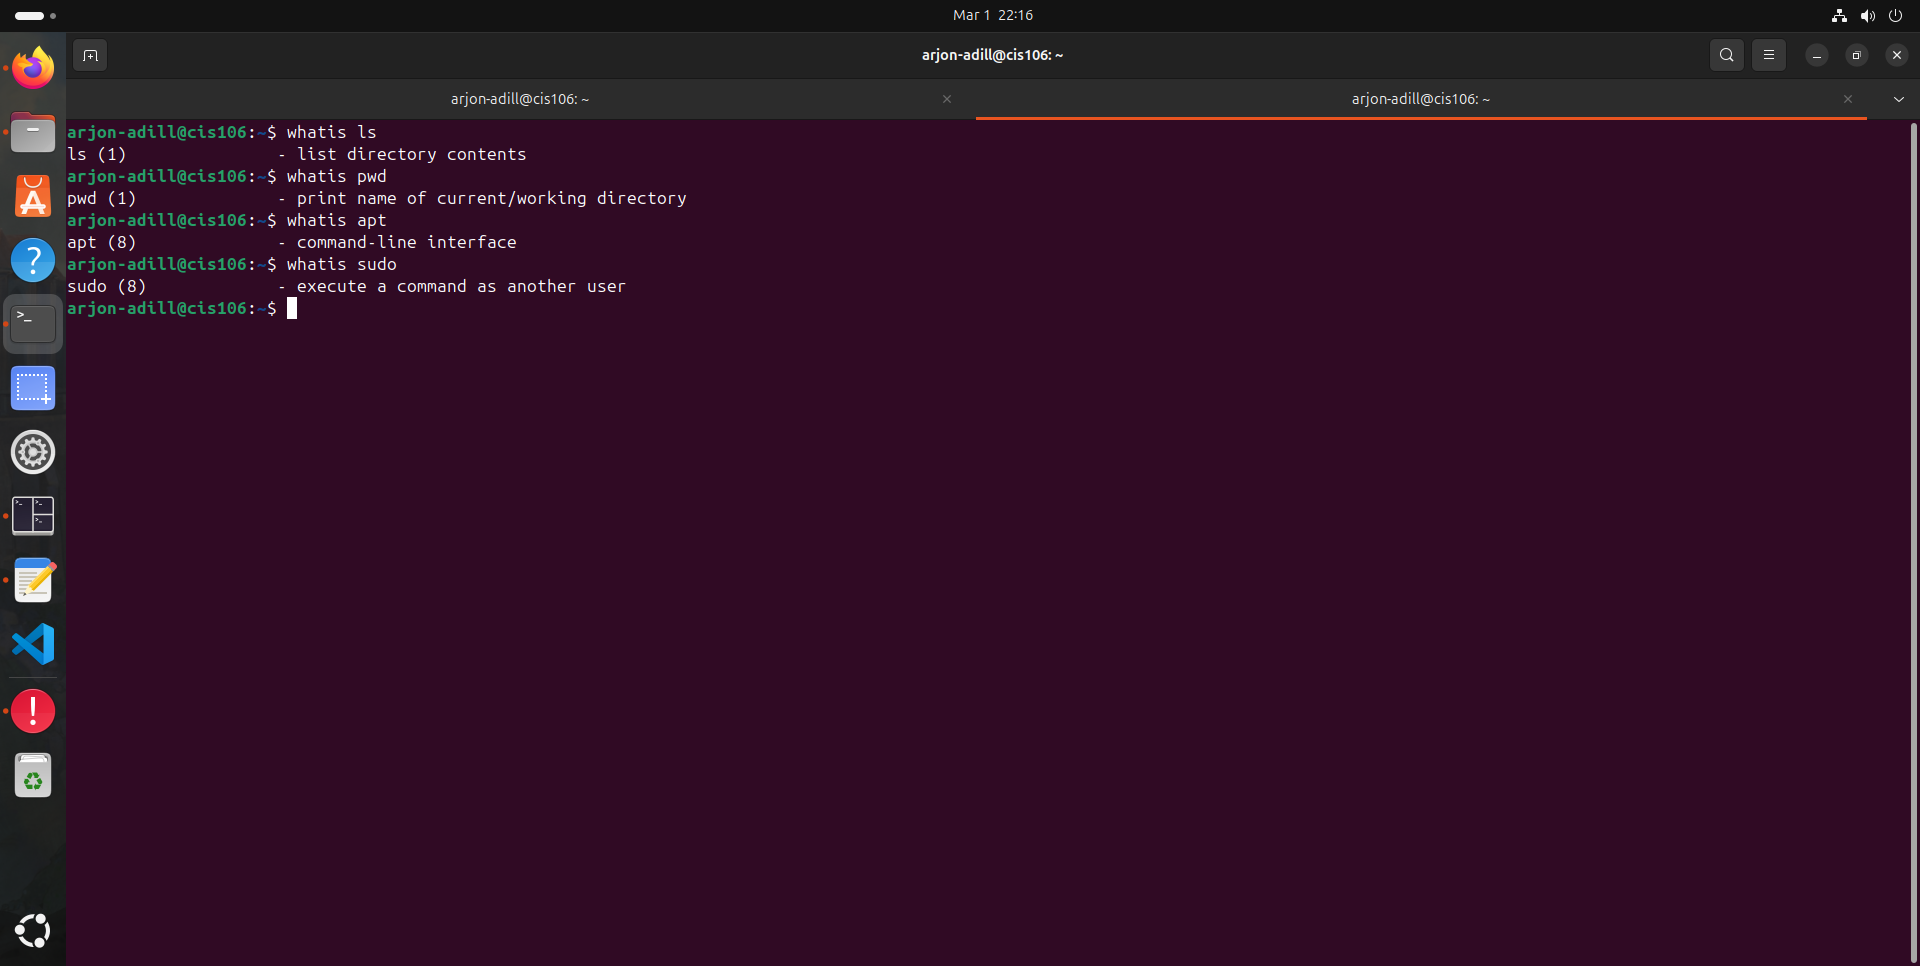 Mar 1 22:16
arjon-adill@cis106: ~
arjon-adill@cis106: ~
arjon-adill@cis106: ~
arjon-adill@cis106:~$ whatis ls
ls (1)               - list directory contents
arjon-adill@cis106:~$ whatis pwd
pwd (1)              - print name of current/working directory
arjon-adill@cis106:~$ whatis apt
apt (8)              - command-line interface
arjon-adill@cis106:~$ whatis sudo
sudo (8)             - execute a command as another user
arjon-adill@cis106:~$